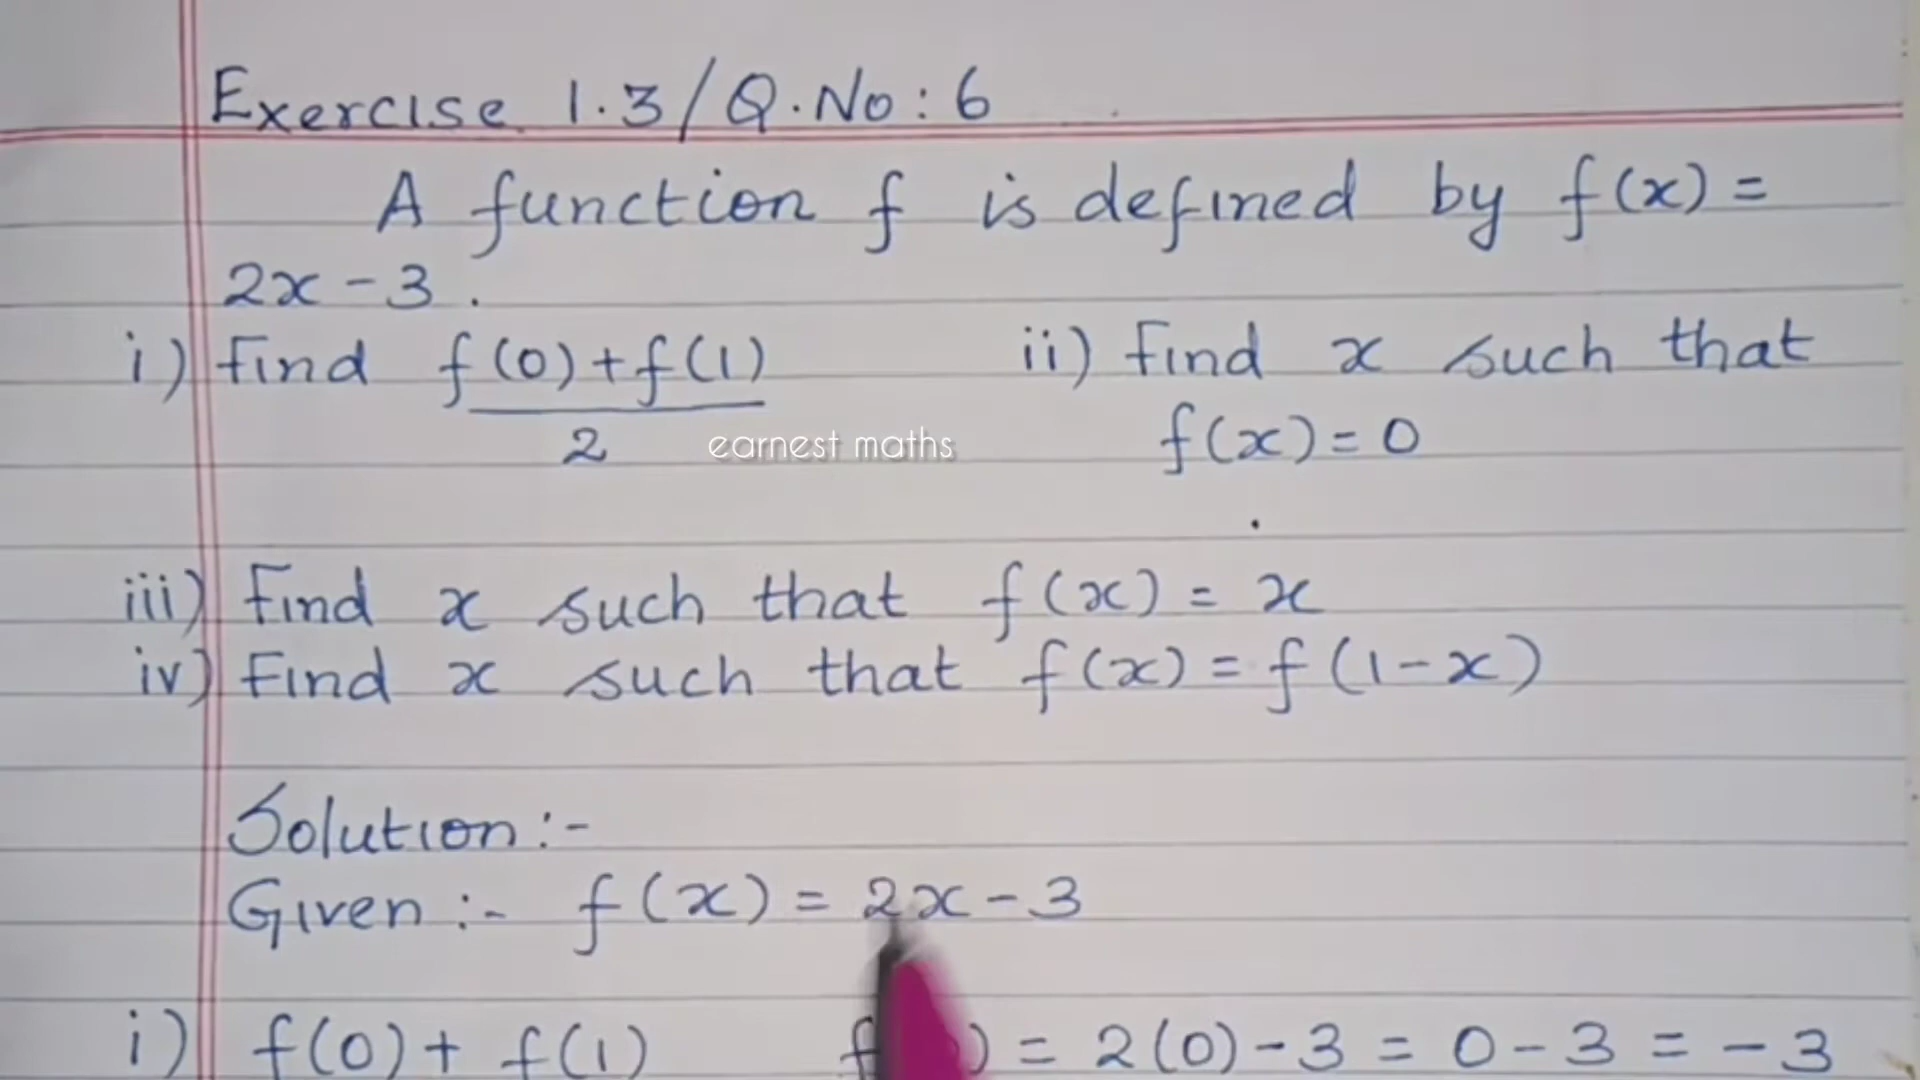 Exercise 1.3/Q.No:6
A function f is defined by f(x) =
2x-3.
i) Find f(0)+f(1)
2
ii) Find x such that
f(x)=0
earnest maths
iii) Find x such that f(x) = x
iv) Find x such that f(x) = f(1-x)
Solution:-
Given:- f(x) = 2x-3
i) f(0)+ f(1)
) = 2(0)-3 = 0-3 = -3